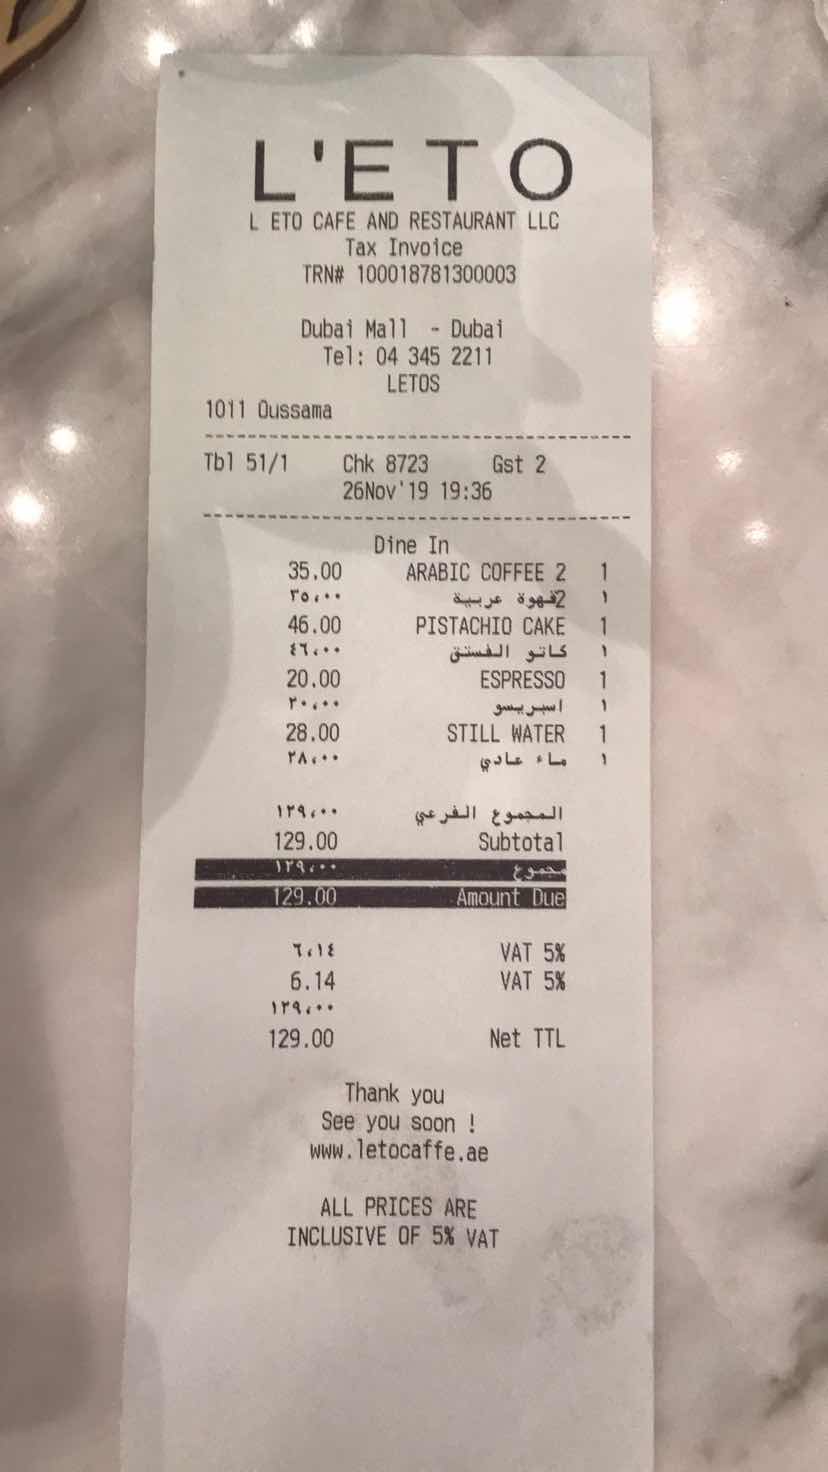 L'ETO
L ETO CAFE AND RESTAURANT LLC
Tax Invoice
TRN# 100018781300003
Dubai Mall - Dubai
Tel: 04 345 2211
LETOS
1011 Oussama
Tbl 51/1 Chk 8723 Gst 2
26Nov'19 19:36
Dine In
35.00 ARABIC COFFEE 2 1
٣٥،٠٠ 2قهوة عربية ١
46.00 PISTACHIO CAKE 1
٤٦،٠٠ كاتو الفستق ١
20.00 ESPRESSO 1
٢٠،٠٠ اسبريسو ١
28.00 STILL WATER 1
٢٨،٠٠ ماء عادي ١
١٢٩،٠٠ المجموع الفرعي
129.00 Subtotal
١٢٩،٠٠ مجموع
129.00 Amount Due
٦،١٤ VAT 5%
6.14 VAT 5%
١٢٩،٠٠
129.00 Net TTL
Thank you
See you soon !
www.letocaffe.ae
ALL PRICES ARE
INCLUSIVE OF 5% VAT